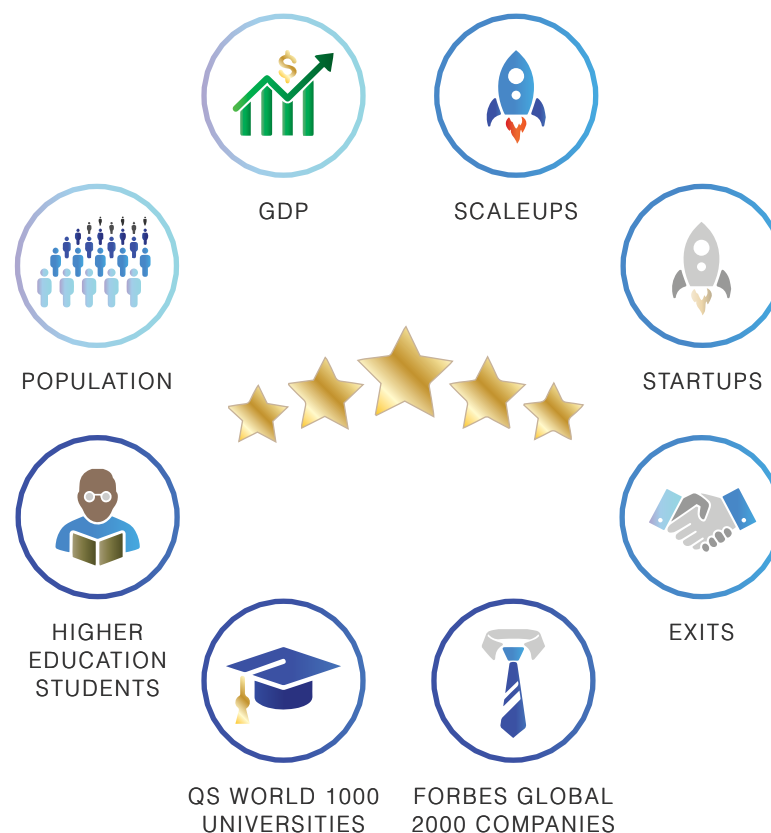 GDP
SCALEUPS
POPULATION
STARTUPS
HIGHER
EDUCATION
STUDENTS
EXITS
QS WORLD 1000
UNIVERSITIES
FORBES GLOBAL
2000 COMPANIES